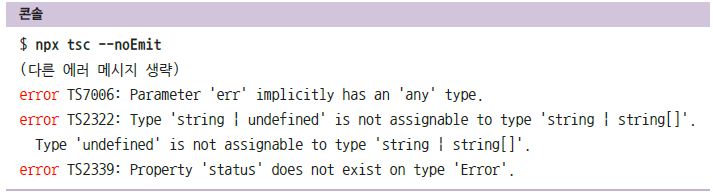 콘솔
$ npx tsc --noEmit
(다른 에러 메시지 생략)
error TS7006: Parameter 'err' implicitly has an 'any' type.
error TS2322: Type 'string | undefined' is not assignable to type 'string | string[]'.
Type 'undefined' is not assignable to type 'string | string[]'.
error TS2339: Property 'status' does not exist on type 'Error'.